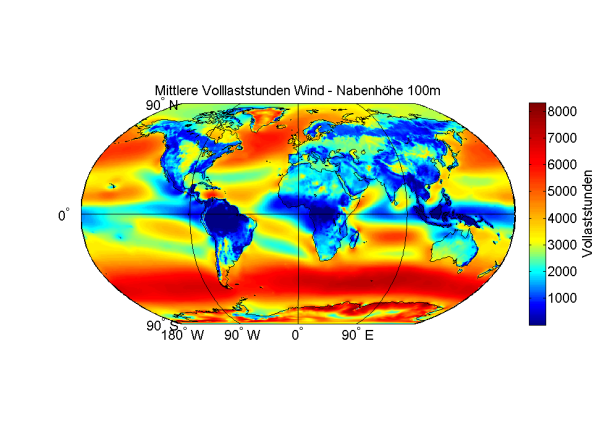 Mittlere Volllaststunden Wind - Nabenhöhe 100m
90° N
0°
90° S
180° W
90° W
0°
90° E
8000
7000
6000
5000
4000
3000
2000
1000
Vollaststunden